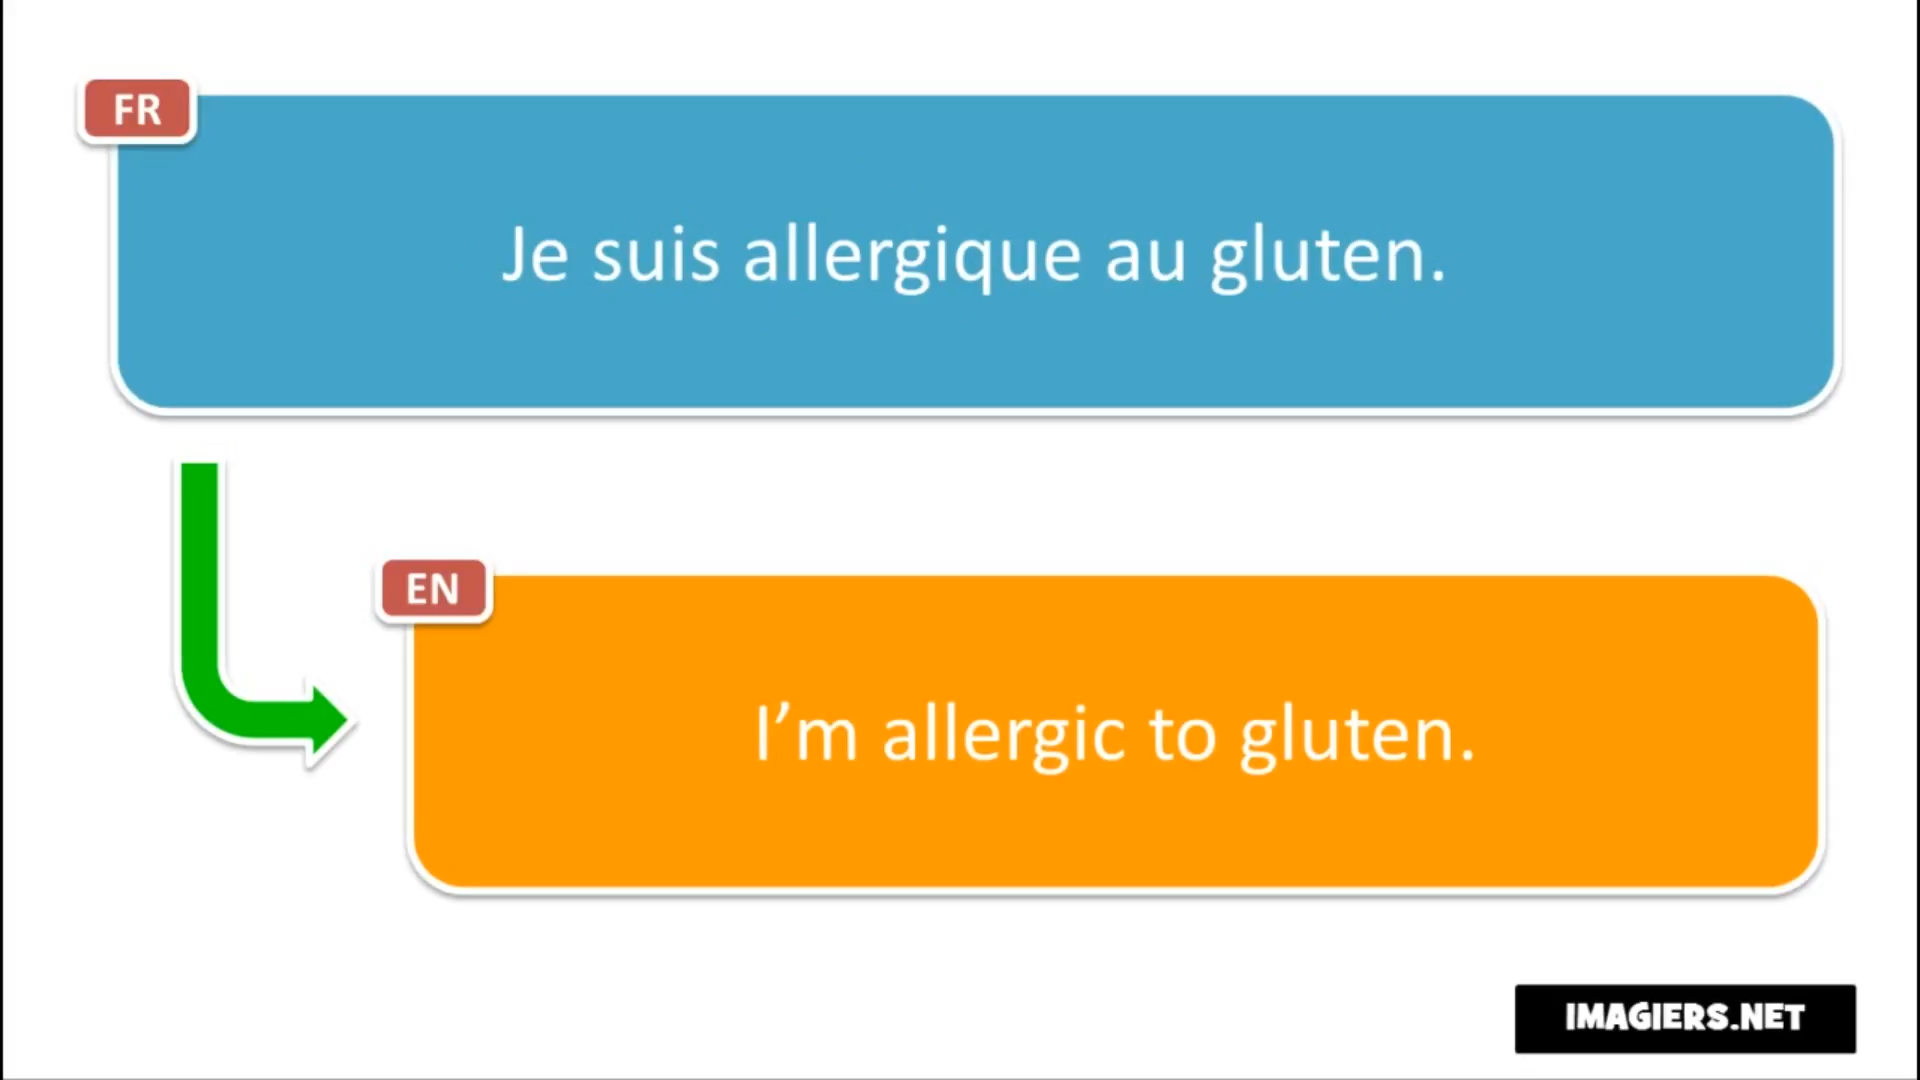 FR
Je suis allergique au gluten.
EN
I’m allergic to gluten.
IMAGIERS.NET